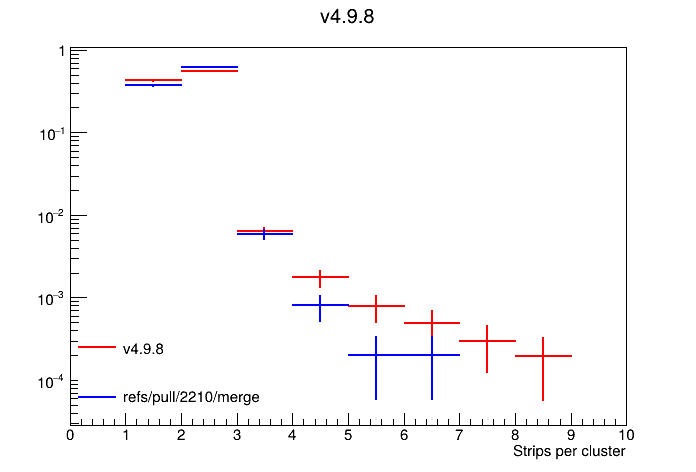 v4.9.8
1
10⁻¹
10⁻²
10⁻³
10⁻⁴
v4.9.8
refs/pull/2210/merge
0 1 2 3 4 5 6 7 8 9 10
Strips per cluster